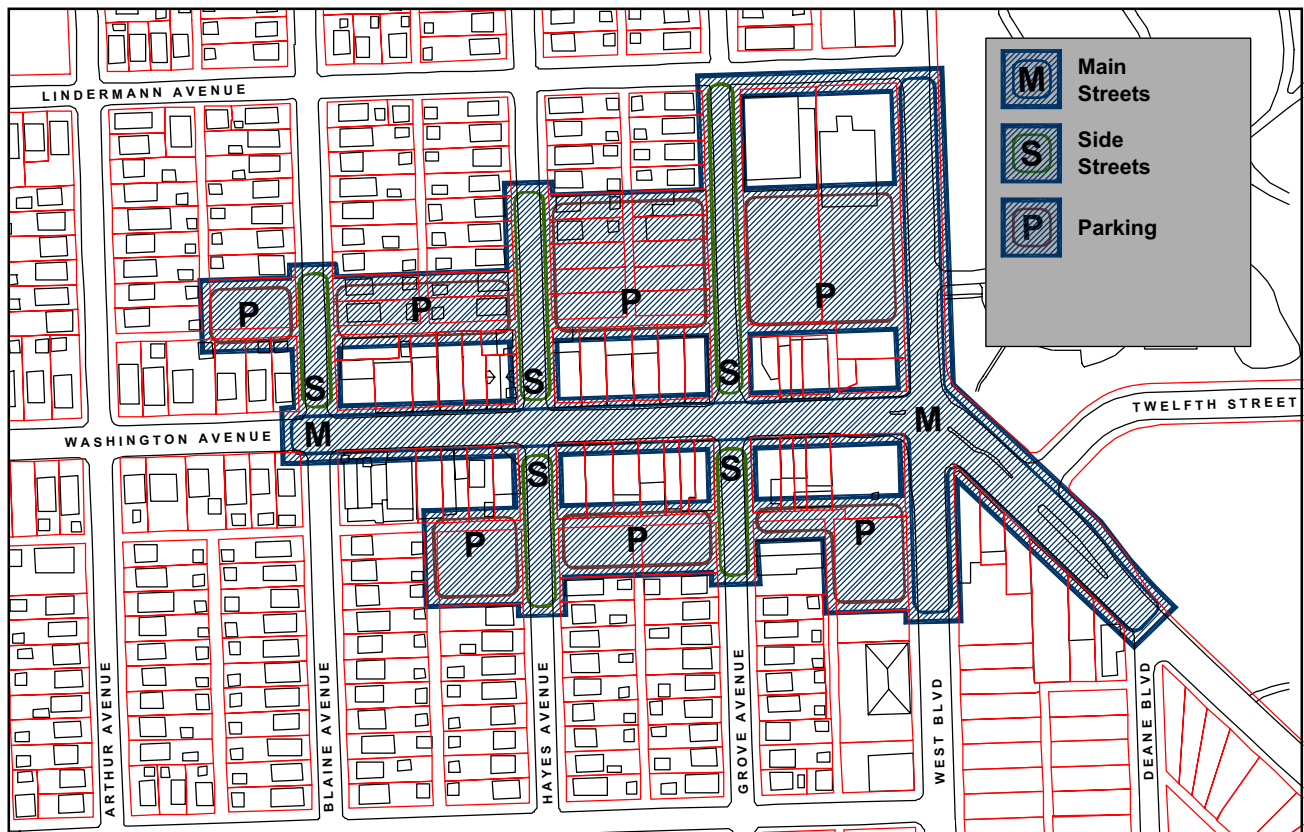 M
Main
Streets
LINDERMANN AVENUE
S
Side
Streets
P
Parking
P
P
P
P
S
S
S
TWELFTH STREET
WASHINGTON AVENUE
M
M
S
S
P
P
P
ARTHUR AVENUE
BLAINE AVENUE
HAYES AVENUE
GROVE AVENUE
WEST BLVD
DEANE BLVD